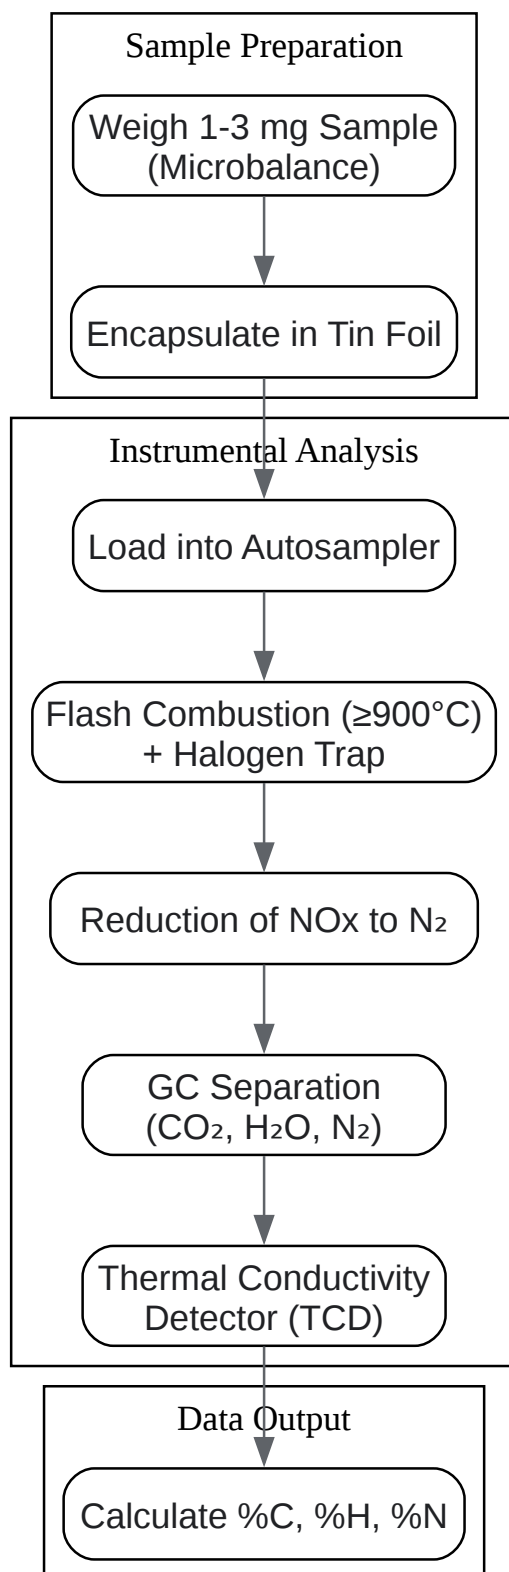 Sample Preparation
Weigh 1-3 mg Sample
(Microbalance)
Encapsulate in Tin Foil
Instrumental Analysis
Load into Autosampler
Flash Combustion (≥900°C)
+ Halogen Trap
Reduction of NOx to N₂
GC Separation
(CO₂, H₂O, N₂)
Thermal Conductivity
Detector (TCD)
Data Output
Calculate %C, %H, %N